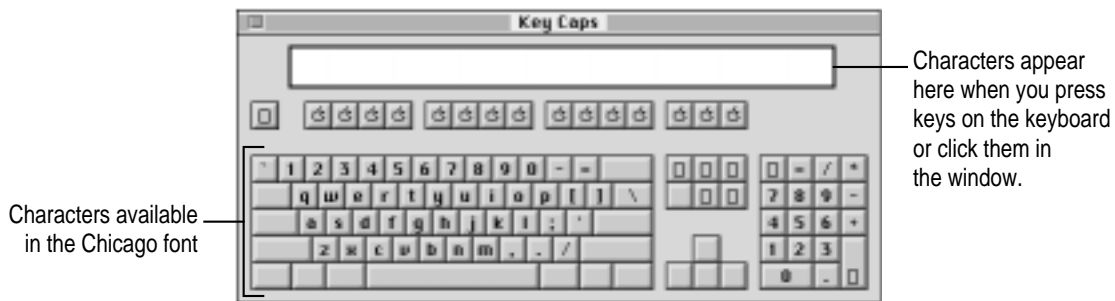 Key Caps
Characters appear
here when you press
keys on the keyboard
or click them in
the window.
` 1 2 3 4 5 6 7 8 9 0 - = = / *
q w e r t y u i o p [ ] \ 7 8 9 -
a s d f g h j k l ; ' 4 5 6 +
z x c v b n m , . / 1 2 3
0 .
Characters available
in the Chicago font